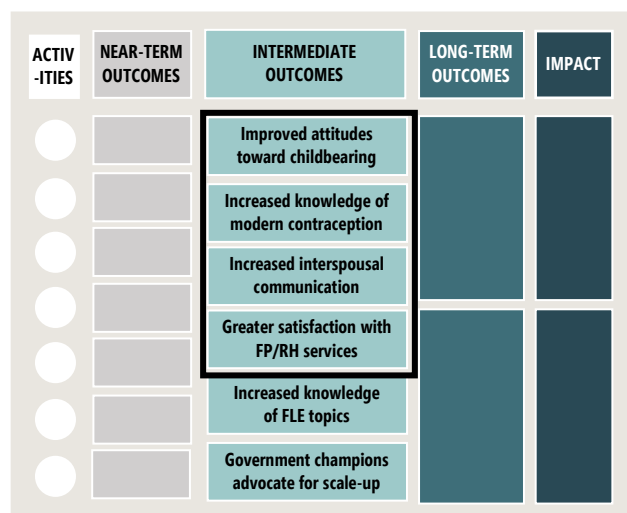 ACTIV
-ITIES
NEAR-TERM
OUTCOMES
INTERMEDIATE
OUTCOMES
LONG-TERM
OUTCOMES
IMPACT
Improved attitudes
toward childbearing
Increased knowledge of
modern contraception
Increased interspousal
communication
Greater satisfaction with
FP/RH services
Increased knowledge
of FLE topics
Government champions
advocate for scale-up